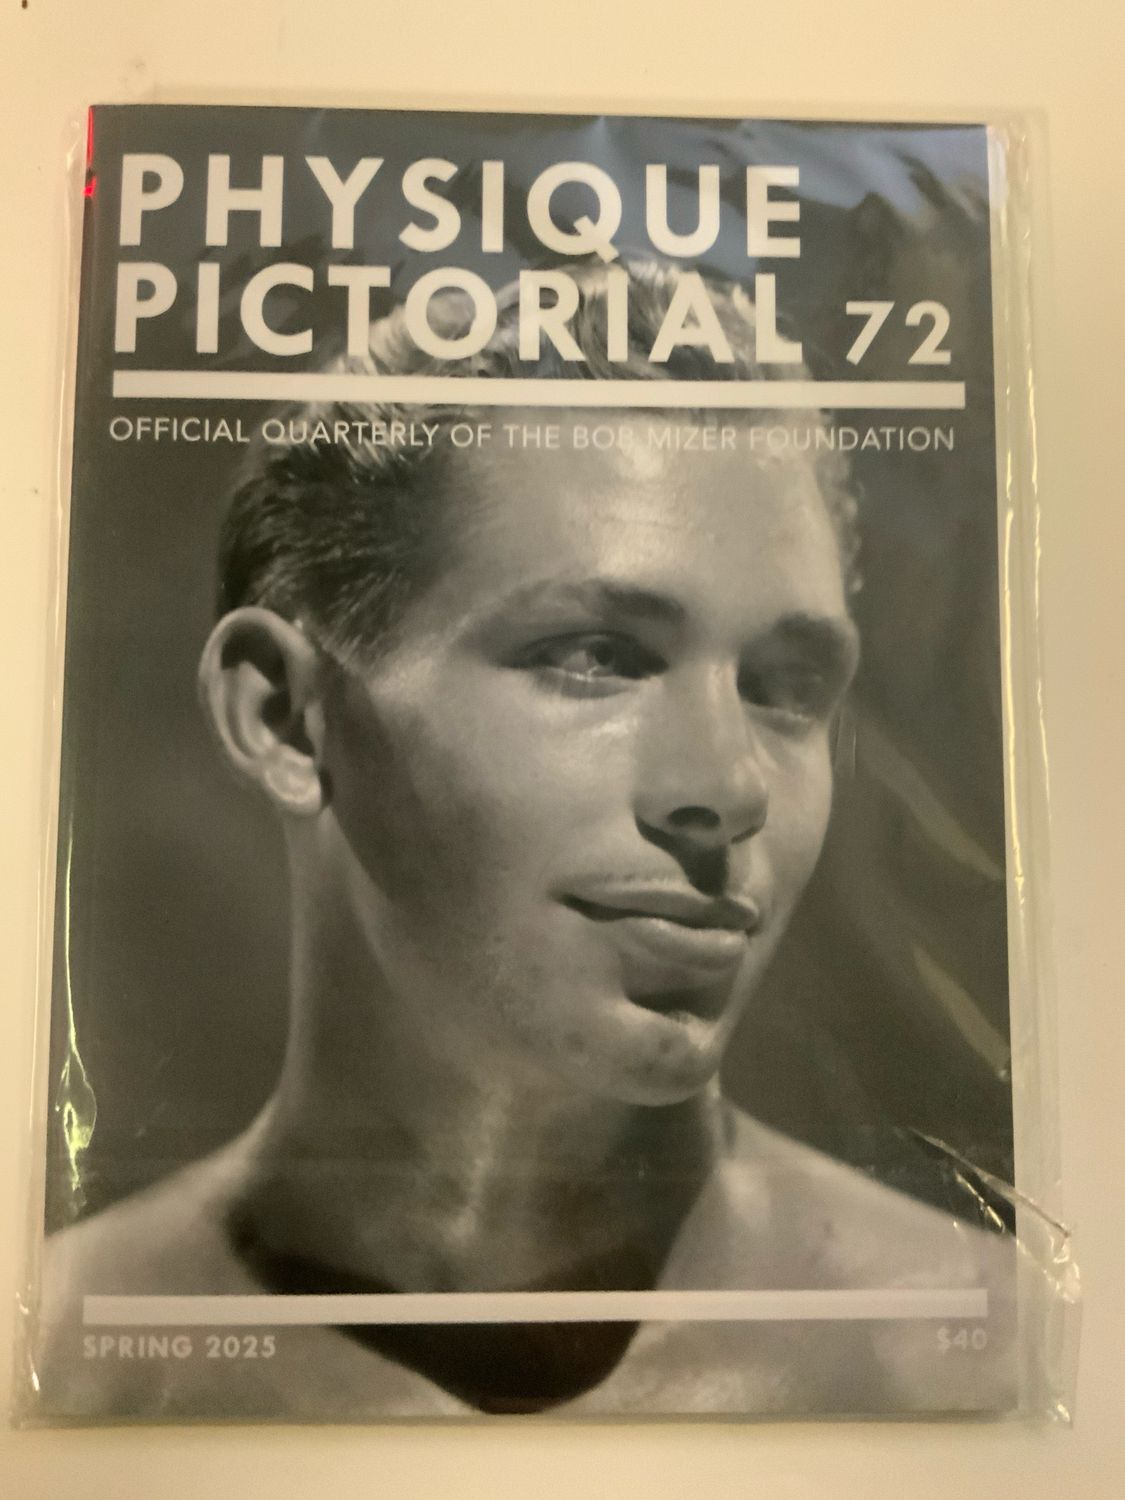 PHYSIQUE
PICTORIAL 72
OFFICIAL QUARTERLY OF THE BOB MIZER FOUNDATION
SPRING 2025
$40